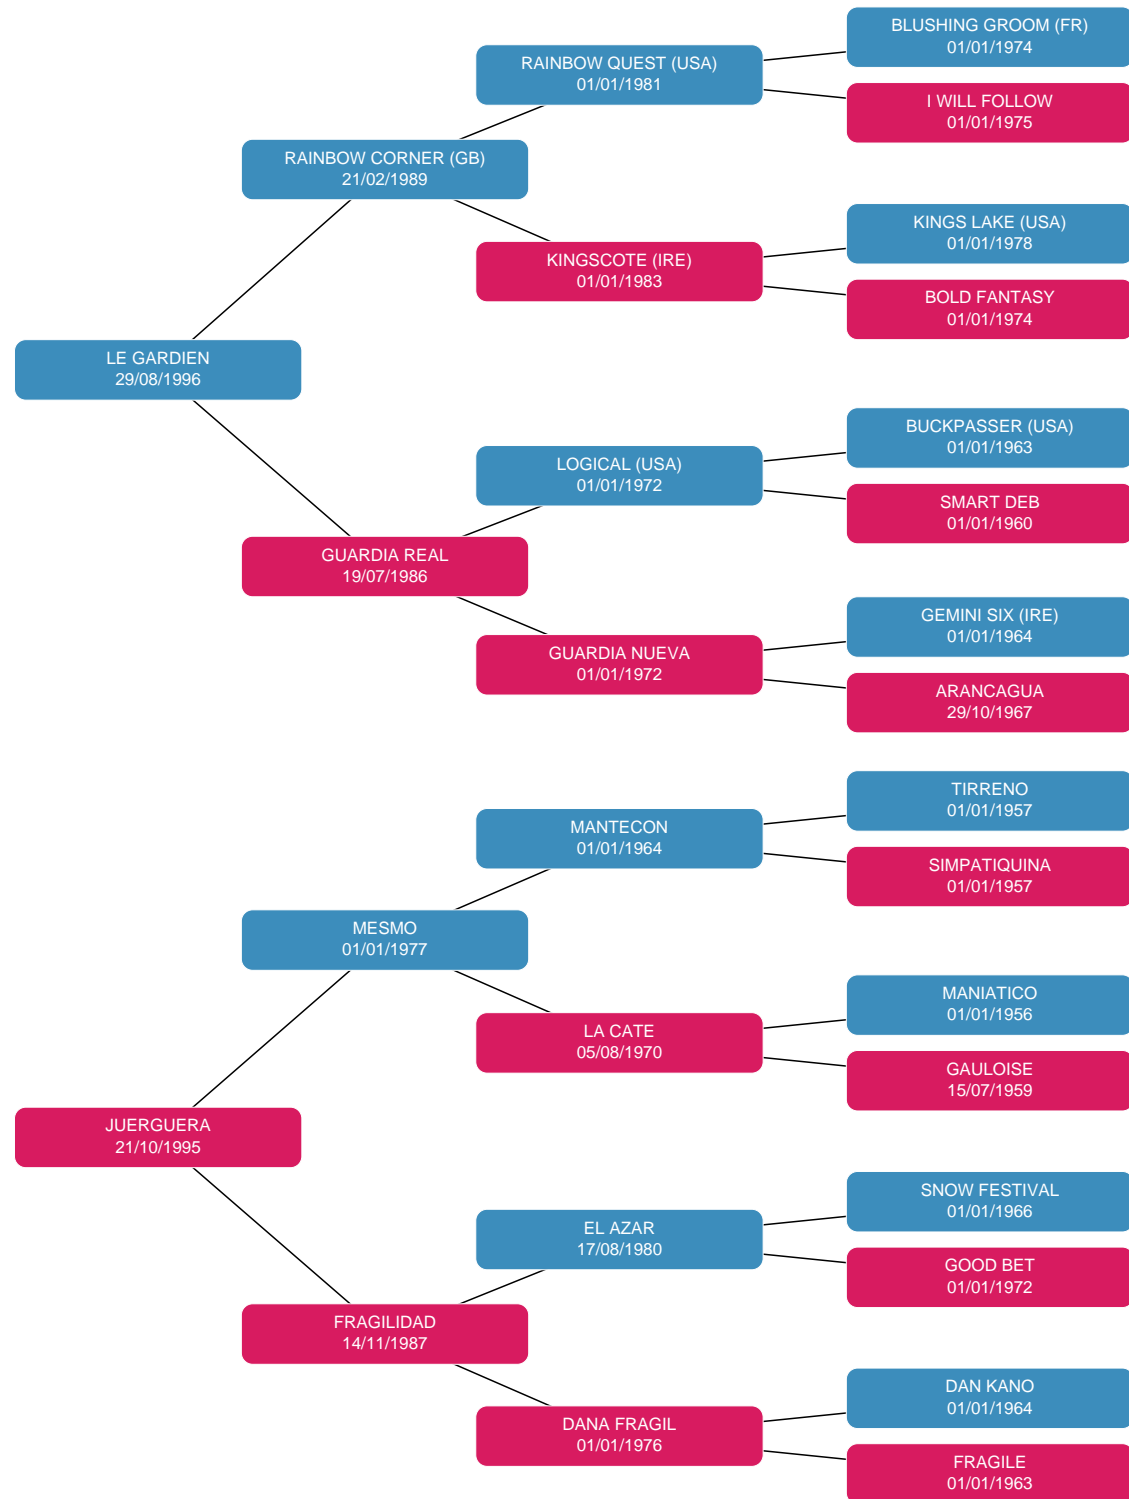 BLUSHING GROOM (FR)
01/01/1974
RAINBOW QUEST (USA)
01/01/1981
I WILL FOLLOW
01/01/1975
RAINBOW CORNER (GB)
21/02/1989
KINGS LAKE (USA)
01/01/1978
KINGSCOTE (IRE)
01/01/1983
BOLD FANTASY
01/01/1974
LE GARDIEN
29/08/1996
BUCKPASSER (USA)
01/01/1963
LOGICAL (USA)
01/01/1972
SMART DEB
01/01/1960
GUARDIA REAL
19/07/1986
GEMINI SIX (IRE)
01/01/1964
GUARDIA NUEVA
01/01/1972
ARANCAGUA
29/10/1967
TIRRENO
01/01/1957
MANTECON
01/01/1964
SIMPATIQUINA
01/01/1957
MESMO
01/01/1977
MANIATICO
01/01/1956
LA CATE
05/08/1970
GAULOISE
15/07/1959
JUERGUERA
21/10/1995
SNOW FESTIVAL
01/01/1966
EL AZAR
17/08/1980
GOOD BET
01/01/1972
FRAGILIDAD
14/11/1987
DAN KANO
01/01/1964
DANA FRAGIL
01/01/1976
FRAGILE
01/01/1963